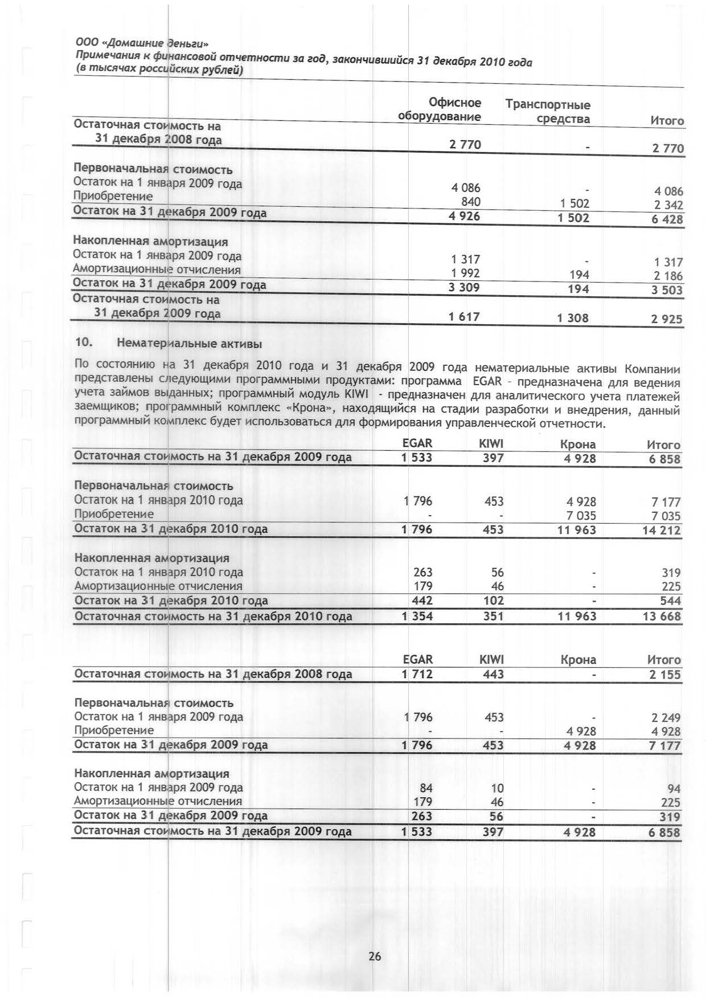 ООО «Домашние деньги»
Примечания к финансовой отчетности за год, закончившийся 31 декабря 2010 года
(в тысячах российских рублей)
Офисное Транспортные
оборудование средства Итого
Остаточная стоимость на
31 декабря 2008 года 2 770 - 2 770
Первоначальная стоимость
Остаток на 1 января 2009 года 4 086 - 4 086
Приобретение 840 1 502 2 342
Остаток на 31 декабря 2009 года 4 926 1 502 6 428
Накопленная амортизация
Остаток на 1 января 2009 года 1 317 - 1 317
Амортизационные отчисления 1 992 194 2 186
Остаток на 31 декабря 2009 года 3 309 194 3 503
Остаточная стоимость на
31 декабря 2009 года 1 617 1 308 2 925
10. Нематериальные активы
По состоянию на 31 декабря 2010 года и 31 декабря 2009 года нематериальные активы Компании
представлены следующими программными продуктами: программа EGAR - предназначена для ведения
учета займов выданных; программный модуль KIWI - предназначен для аналитического учета платежей
заемщиков; программный комплекс «Крона», находящийся на стадии разработки и внедрения, данный
программный комплекс будет использоваться для формирования управленческой отчетности.
EGAR KIWI Крона Итого
Остаточная стоимость на 31 декабря 2009 года 1 533 397 4 928 6 858
Первоначальная стоимость
Остаток на 1 января 2010 года 1 796 453 4 928 7 177
Приобретение - - 7 035 7 035
Остаток на 31 декабря 2010 года 1 796 453 11 963 14 212
Накопленная амортизация
Остаток на 1 января 2010 года 263 56 - 319
Амортизационные отчисления 179 46 - 225
Остаток на 31 декабря 2010 года 442 102 - 544
Остаточная стоимость на 31 декабря 2010 года 1 354 351 11 963 13 668
EGAR KIWI Крона Итого
Остаточная стоимость на 31 декабря 2008 года 1 712 443 - 2 155
Первоначальная стоимость
Остаток на 1 января 2009 года 1 796 453 - 2 249
Приобретение - - 4 928 4 928
Остаток на 31 декабря 2009 года 1 796 453 4 928 7 177
Накопленная амортизация
Остаток на 1 января 2009 года 84 10 - 94
Амортизационные отчисления 179 46 - 225
Остаток на 31 декабря 2009 года 263 56 - 319
Остаточная стоимость на 31 декабря 2009 года 1 533 397 4 928 6 858
26